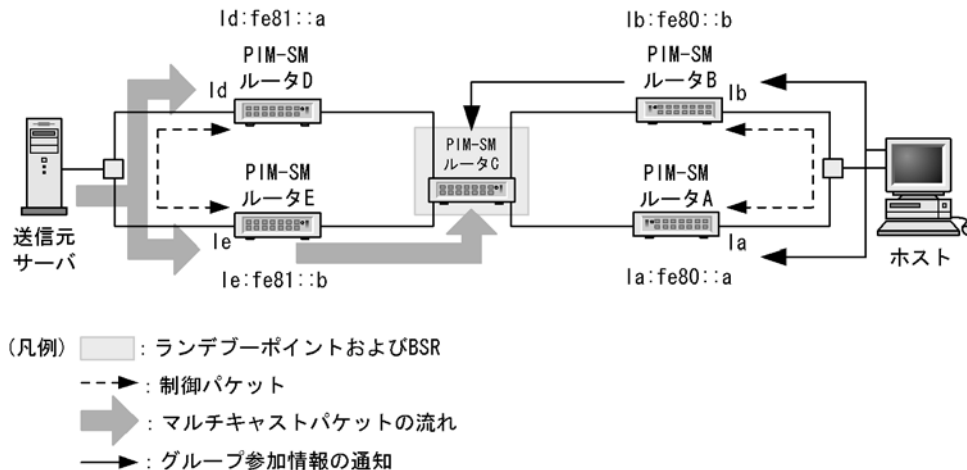 Id:fe81::a
Ib:fe80::b
PIM-SM
ルータD
Id
PIM-SM
ルータB
Ib
PIM-SM
ルータC
PIM-SM
ルータE
Ie
PIM-SM
ルータA
Ia
送信元
サーバ
ホスト
Ie:fe81::b
Ia:fe80::a
(凡例)
: ランデブーポイントおよびBSR
: 制御パケット
: マルチキャストパケットの流れ
: グループ参加情報の通知